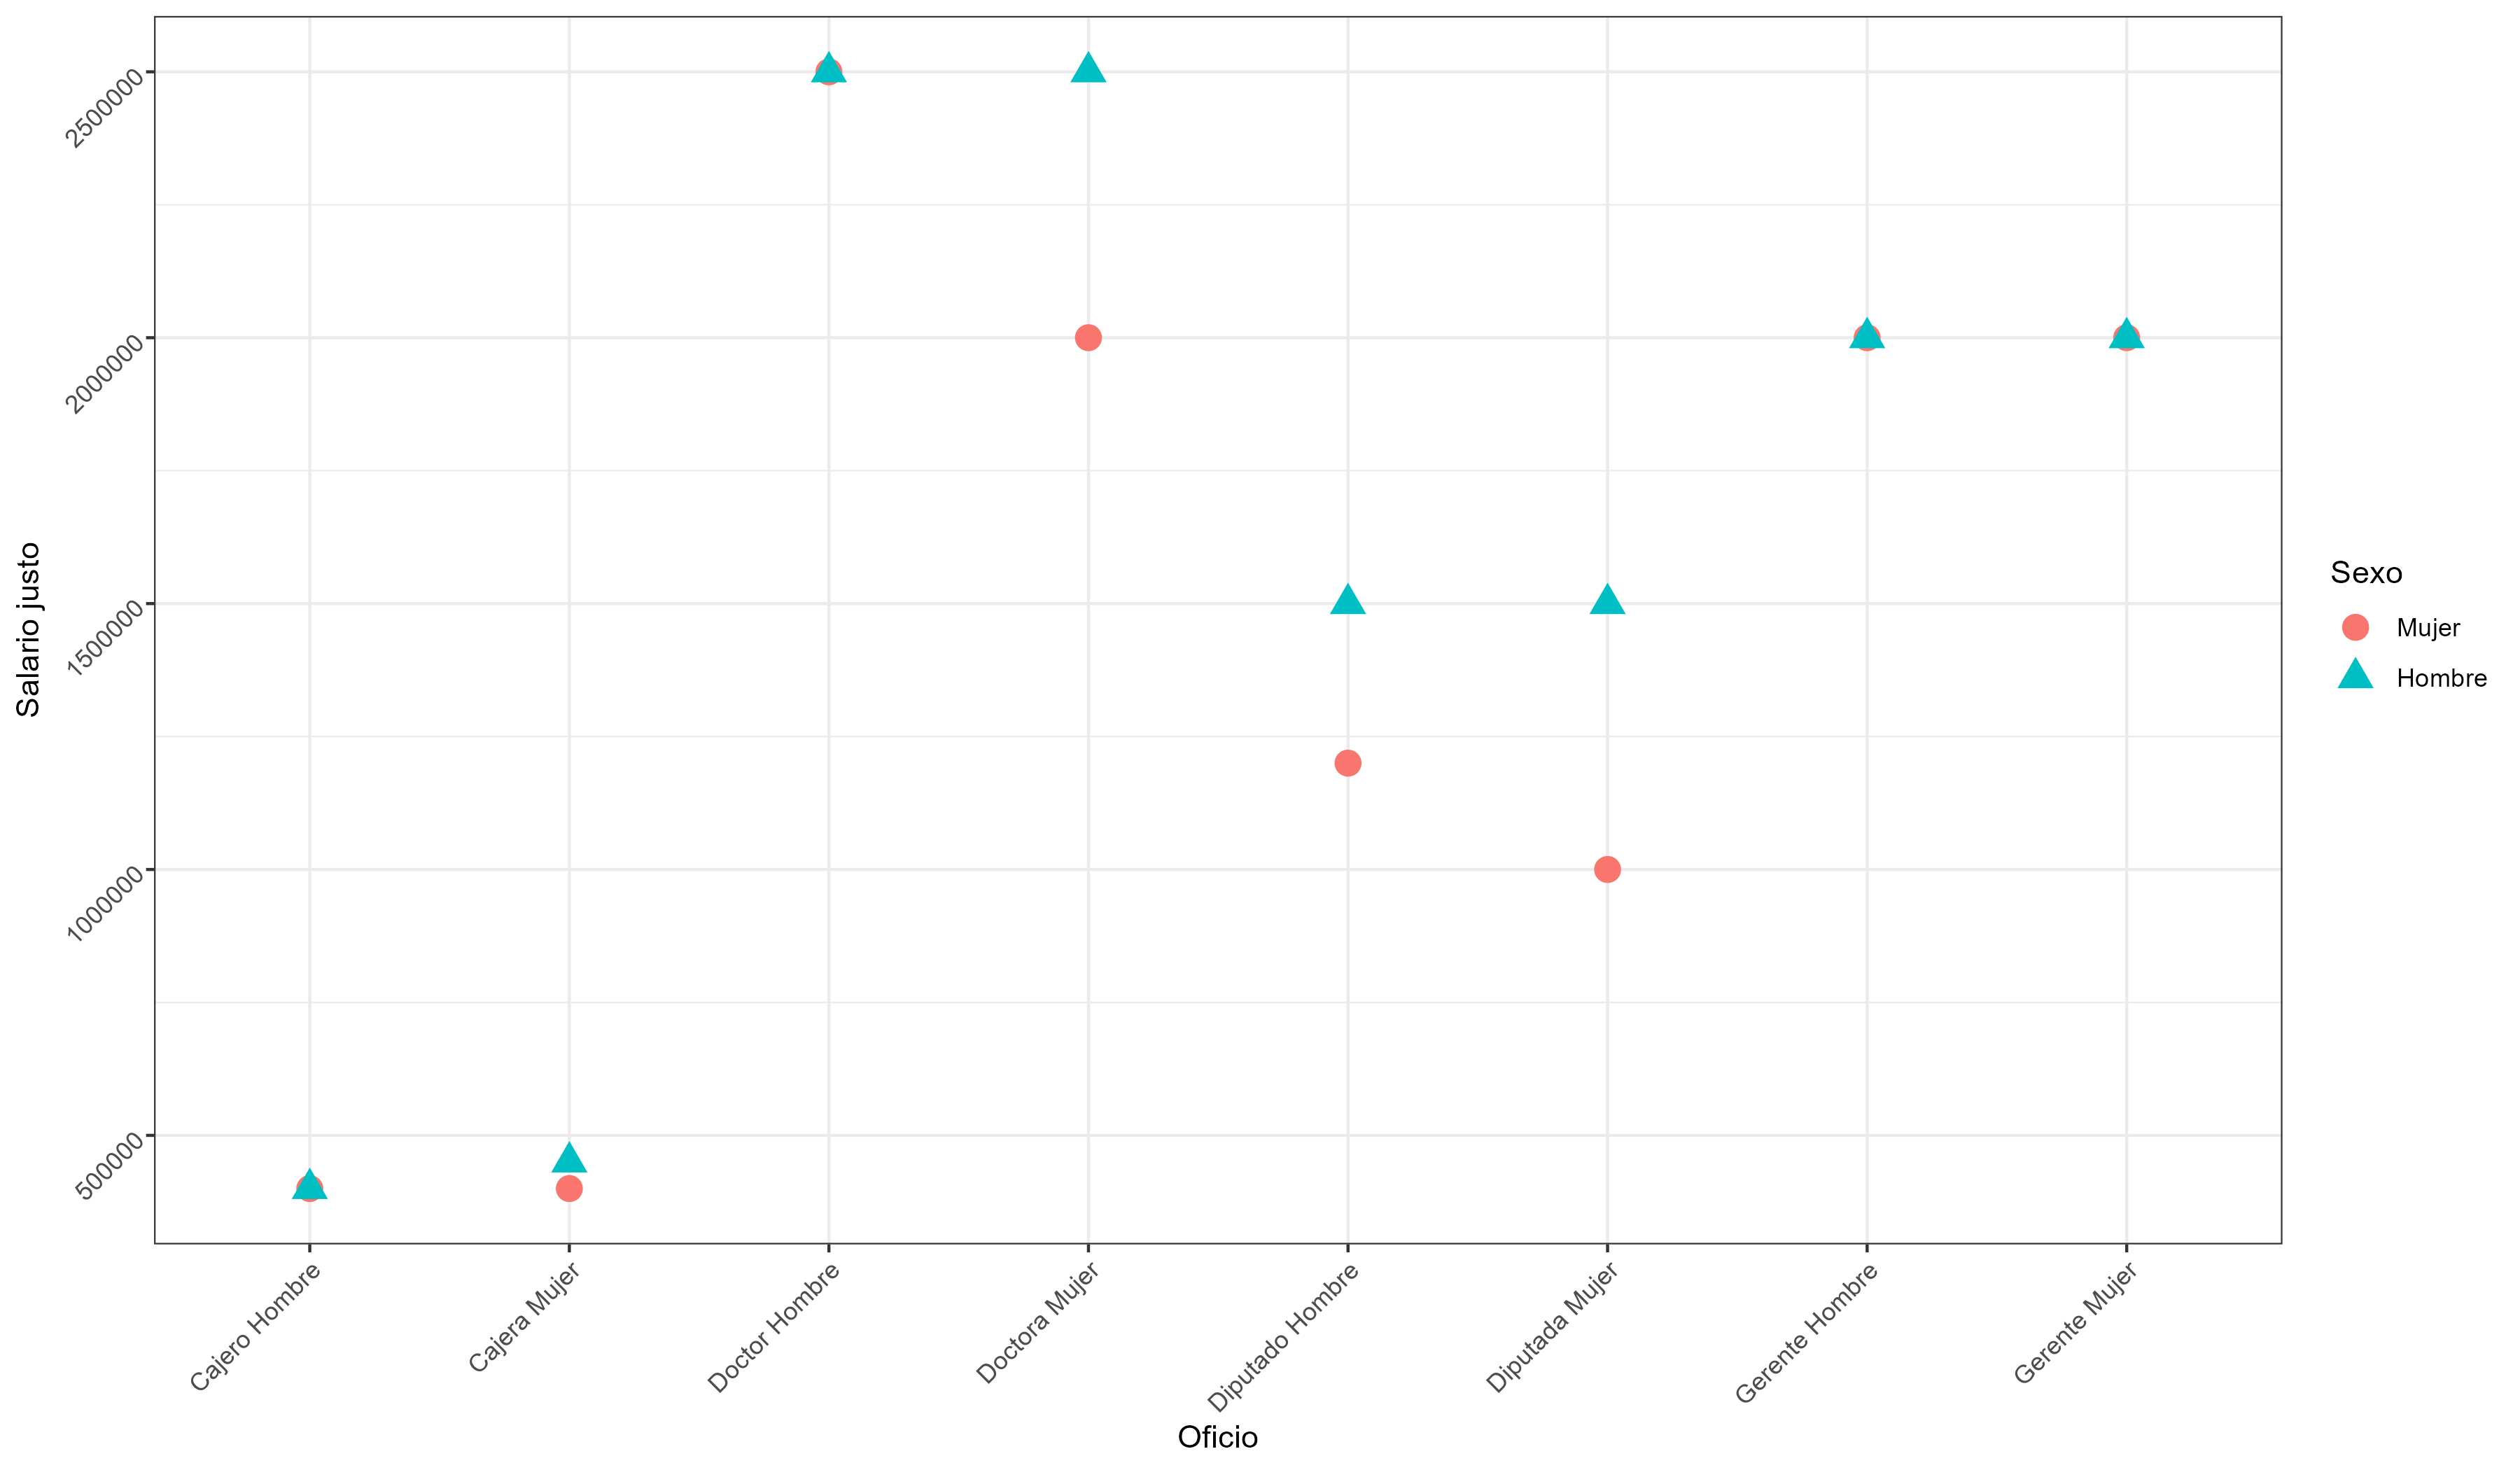 2500000
2000000
1500000
1000000
500000
Salario justo
Cajero Hombre
Cajera Mujer
Doctor Hombre
Doctora Mujer
Diputado Hombre
Diputada Mujer
Gerente Hombre
Gerente Mujer
Oficio
Sexo
Mujer
Hombre